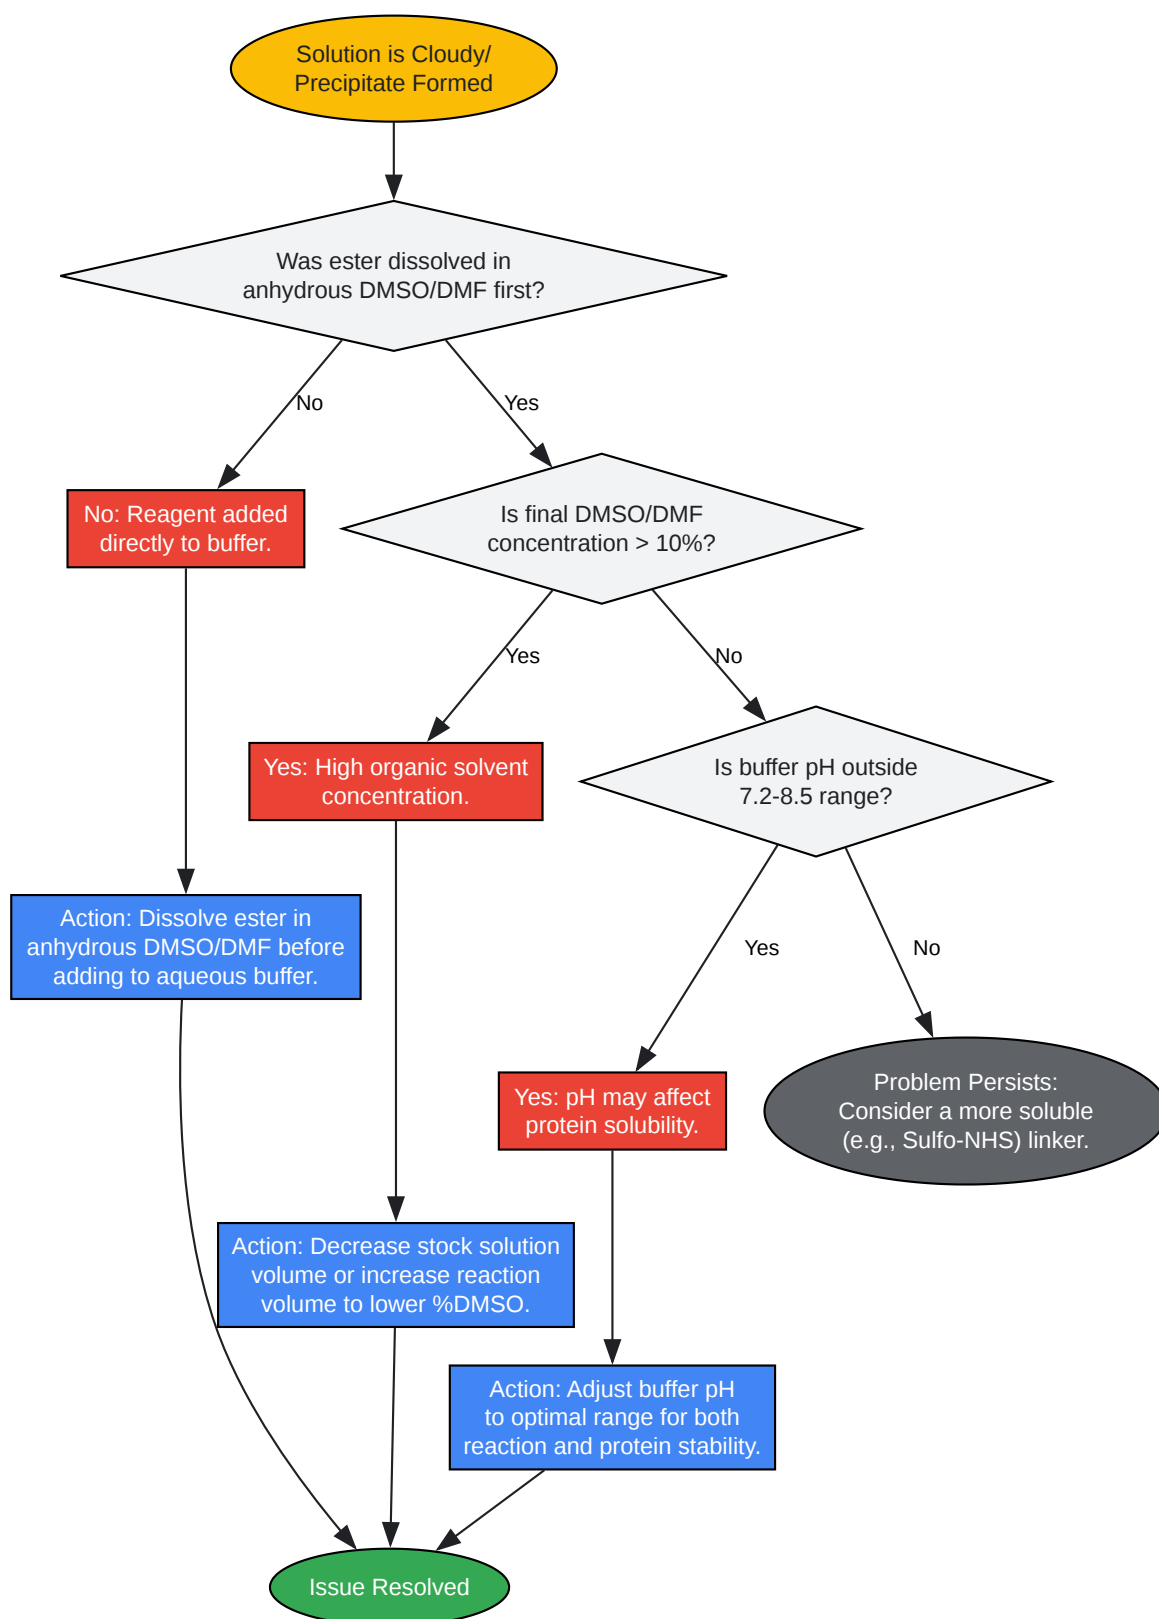 Solution is Cloudy/
Precipitate Formed
Was ester dissolved in
anhydrous DMSO/DMF first?
No
Yes
No: Reagent added
directly to buffer.
Is final DMSO/DMF
concentration > 10%?
Yes
No
Yes: High organic solvent
concentration.
Is buffer pH outside
7.2-8.5 range?
Action: Dissolve ester in
anhydrous DMSO/DMF before
adding to aqueous buffer.
Yes
No
Yes: pH may affect
protein solubility.
Problem Persists:
Consider a more soluble
(e.g., Sulfo-NHS) linker.
Action: Decrease stock solution
volume or increase reaction
volume to lower %DMSO.
Action: Adjust buffer pH
to optimal range for both
reaction and protein stability.
Issue Resolved